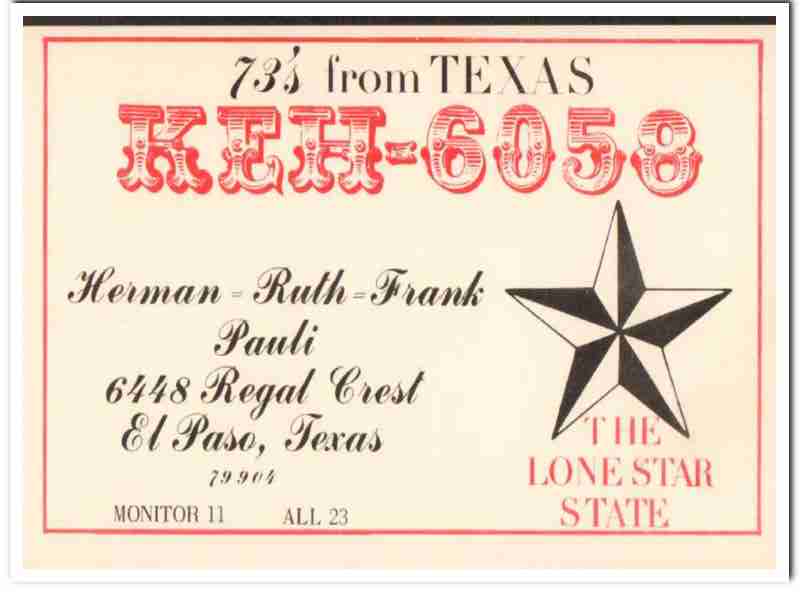 73's from TEXAS
KEH-6058
Herman = Ruth = Frank
Pauli
6448 Regal Crest
El Paso, Texas
79904
MONITOR 11 ALL 23
THE
LONE STAR
STATE